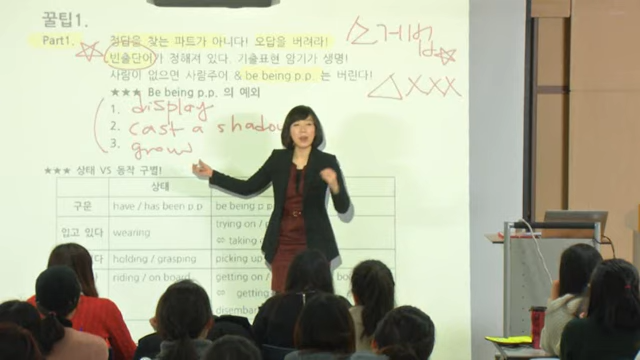 꿀팁1.
Part1. 정답을 찾는 파트가 아니다! 오답을 버려라!
빈출단어가 정해져 있다. 기출표현 암기가 생명!
사람이 없으면 사람주어 & be being p.p. 는 버린다!
소거법
△XXX
★★★ Be being p.p. 의 예외
1. display
2. cast a shadow
3. grow
★★★ 상태 VS 동작 구별!
상태
구문 have / has been p.p be being p.p
입고 있다 wearing trying on /
⇔ taking
holding / grasping picking up
riding / on board getting on /
⇔ getting
disembar